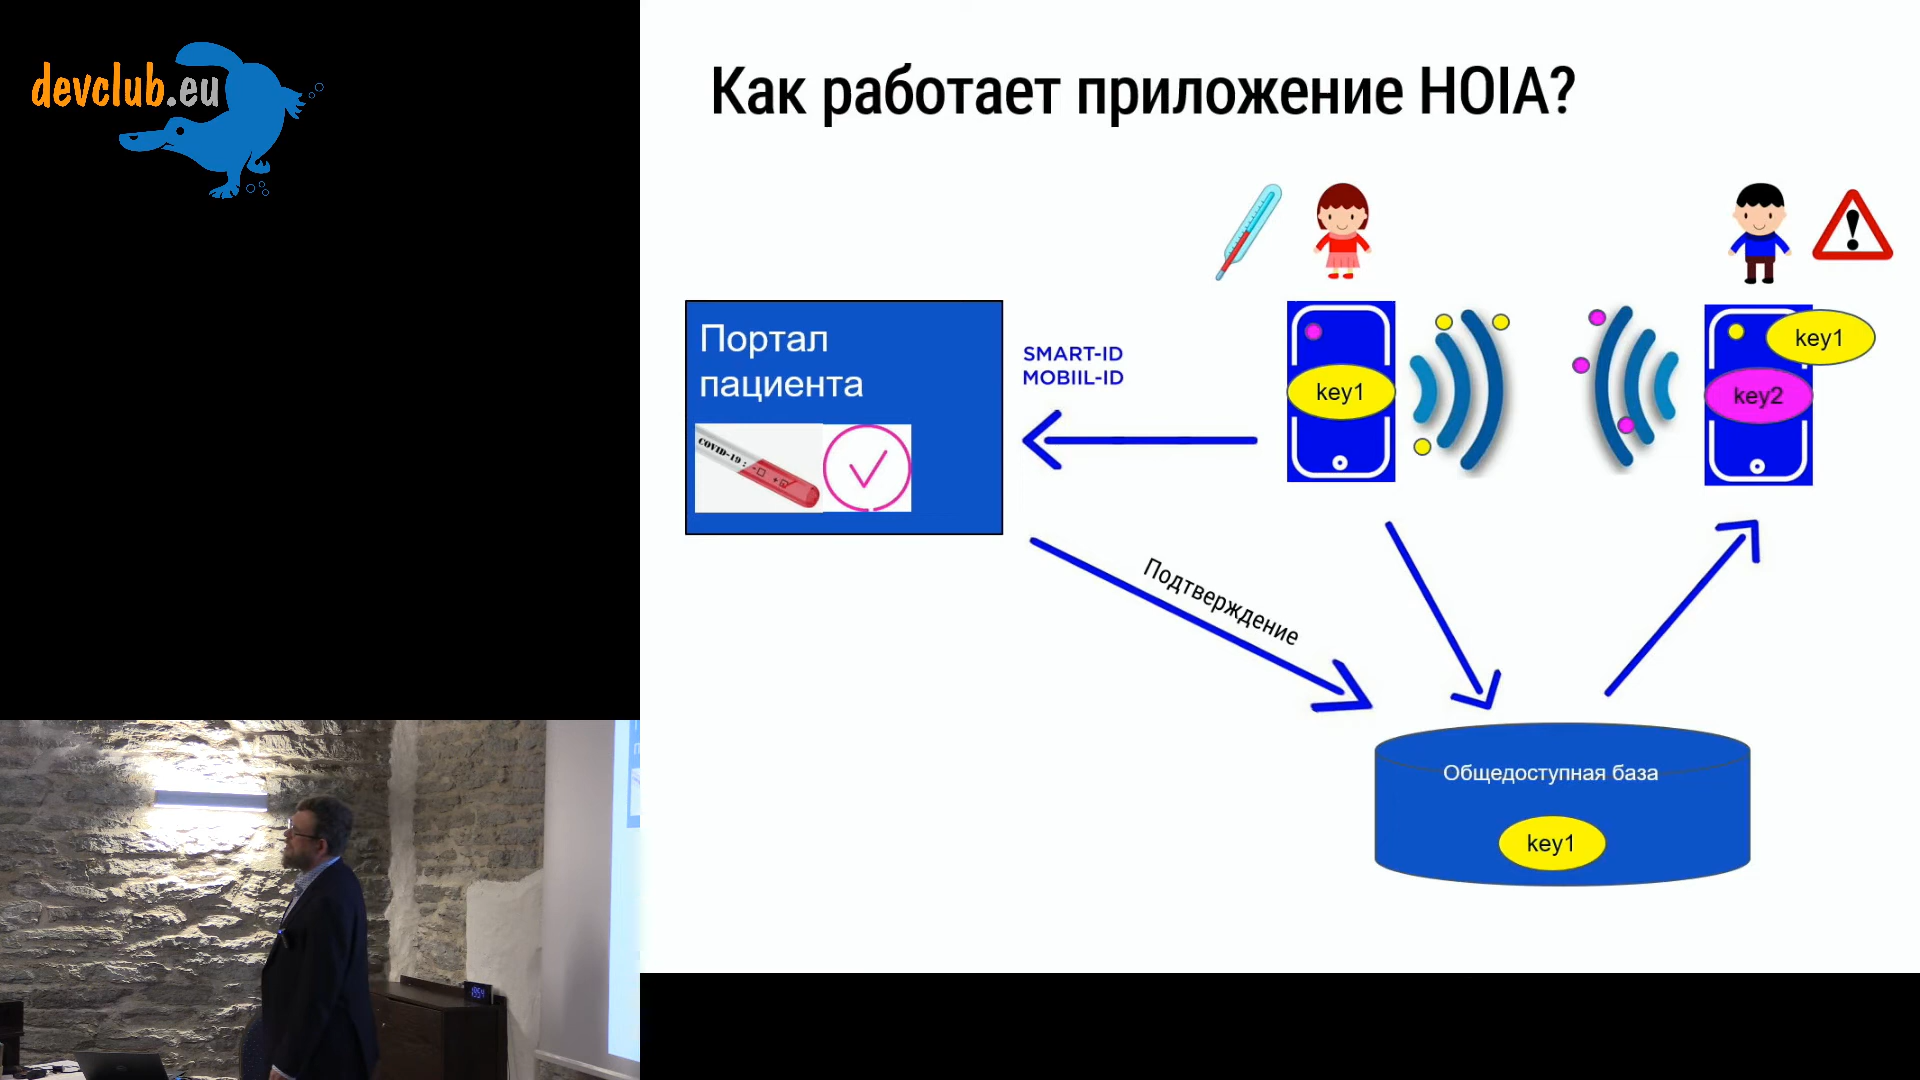 devclub.eu
Как работает приложение HOIA?
Портал
пациента
COVID-19:
SMART-ID
MOBIIL-ID
key1
key1
key2
Подтверждение
Общедоступная база
key1